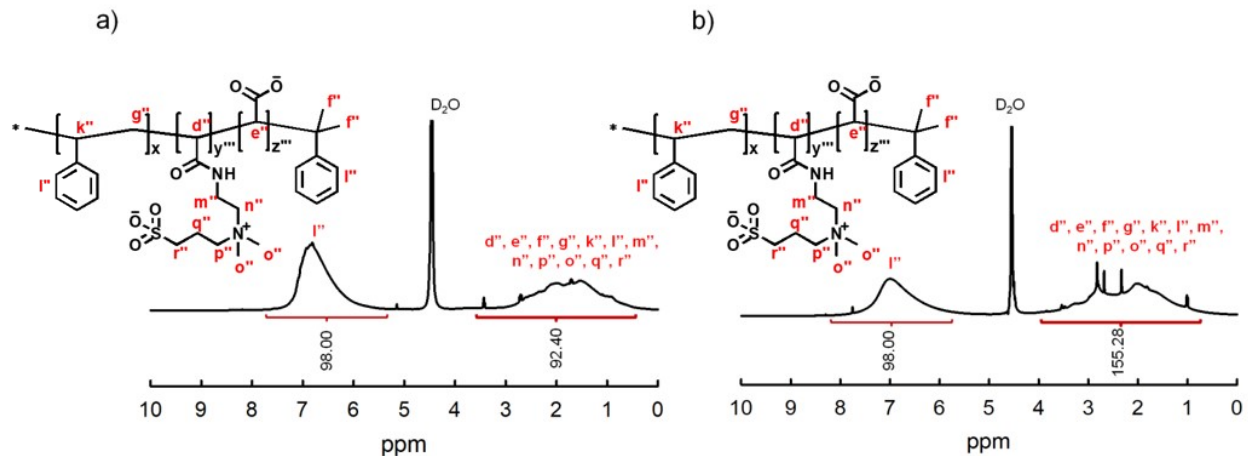 a)
b)
D₂O
D₂O
O
Ō
f"
g"
d"
e"
k"
f"
*
x
y'''
z'''
O
NH
l"
l"
m"
n"
q"
l"
O
Ō
S
N⁺
O
r"
p"
o"
o"
d", e", f", g", k", l", m",
n", p", o", q", r"
98.00
92.40
10 9 8 7 6 5 4 3 2 1 0
ppm
O
Ō
f"
g"
d"
e"
k"
f"
*
x
y'''
z'''
O
NH
l"
l"
m"
n"
q"
l"
O
Ō
S
N⁺
O
r"
p"
o"
o"
d", e", f", g", k", l", m",
n", p", o", q", r"
98.00
155.28
10 9 8 7 6 5 4 3 2 1 0
ppm